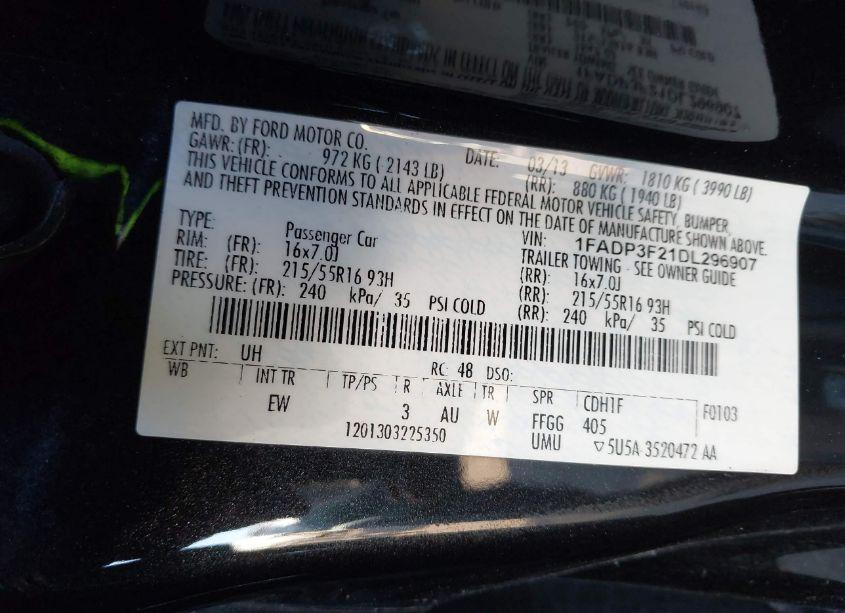 MFD. BY FORD MOTOR CO.
DATE: 03/13 GVWR: 1810 KG ( 3990 LB)
GAWR: (FR): 972 KG ( 2143 LB) (RR): 880 KG ( 1940 LB)
THIS VEHICLE CONFORMS TO ALL APPLICABLE FEDERAL MOTOR VEHICLE SAFETY, BUMPER,
AND THEFT PREVENTION STANDARDS IN EFFECT ON THE DATE OF MANUFACTURE SHOWN ABOVE.
VIN: 1FADP3F21DL296907
TYPE: Passenger Car TRAILER TOWING - SEE OWNER GUIDE
RIM: (FR): 16x7.0J (RR): 16x7.0J
TIRE: (FR): 215/55R16 93H (RR): 215/55R16 93H
PRESSURE: (FR): 240 kPa/ 35 PSI COLD (RR): 240 kPa/ 35 PSI COLD
EXT PNT: UH RC: 48 DSO:
WB INT TR TP/PS R AXLE TR SPR CDH1F F0103
EW 3 AU W FFGG 405
1201303225350 UMU ▽5U5A-3520472 AA